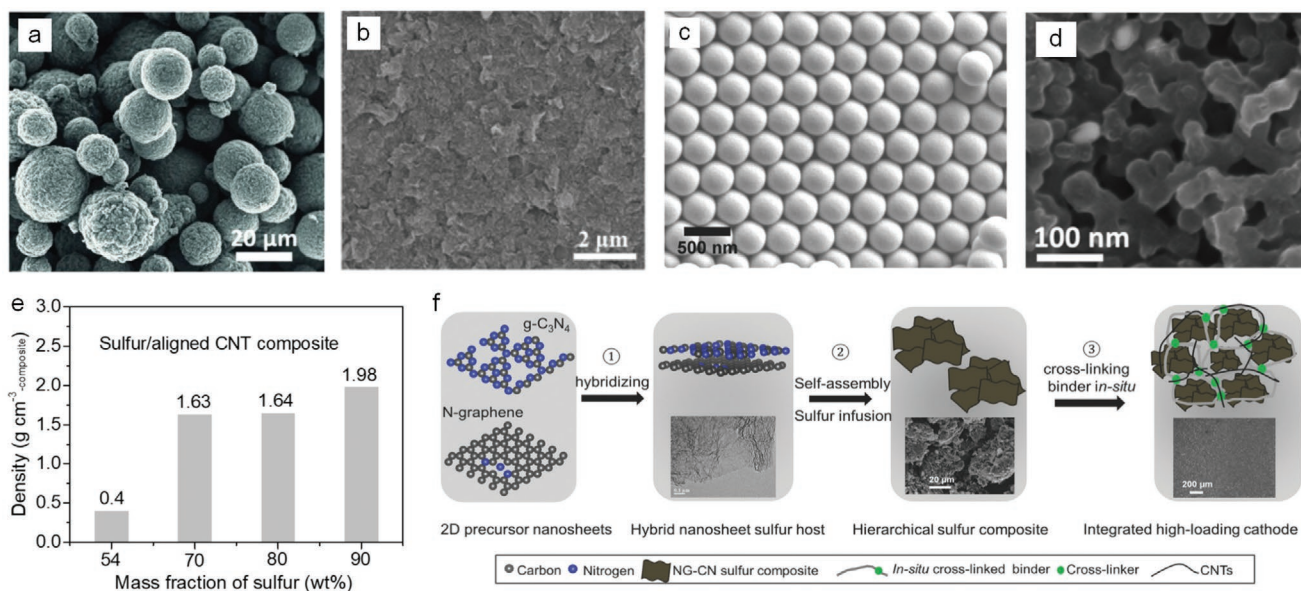 a
20 μm
b
2 μm
c
500 nm
d
100 nm
e
Sulfur/aligned CNT composite
Density (g cm⁻³-composite)
3.0
2.5
2.0
1.5
1.0
0.5
0.0
0.4
1.63
1.64
1.98
54
70
80
90
Mass fraction of sulfur (wt%)
f
g-C₃N₄
N-graphene
①
hybridizing
②
Self-assembly
Sulfur infusion
20 μm
③
cross-linking
binder in-situ
200 μm
2D precursor nanosheets
Hybrid nanosheet sulfur host
Hierarchical sulfur composite
Integrated high-loading cathode
Carbon Nitrogen NG-CN sulfur composite In-situ cross-linked binder Cross-linker CNTs